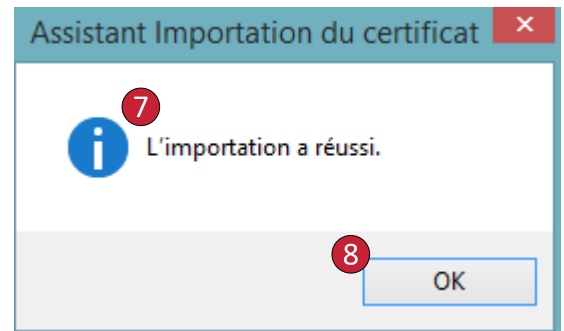 Assistant Importation du certificat
7
L'importation a réussi.
8
OK